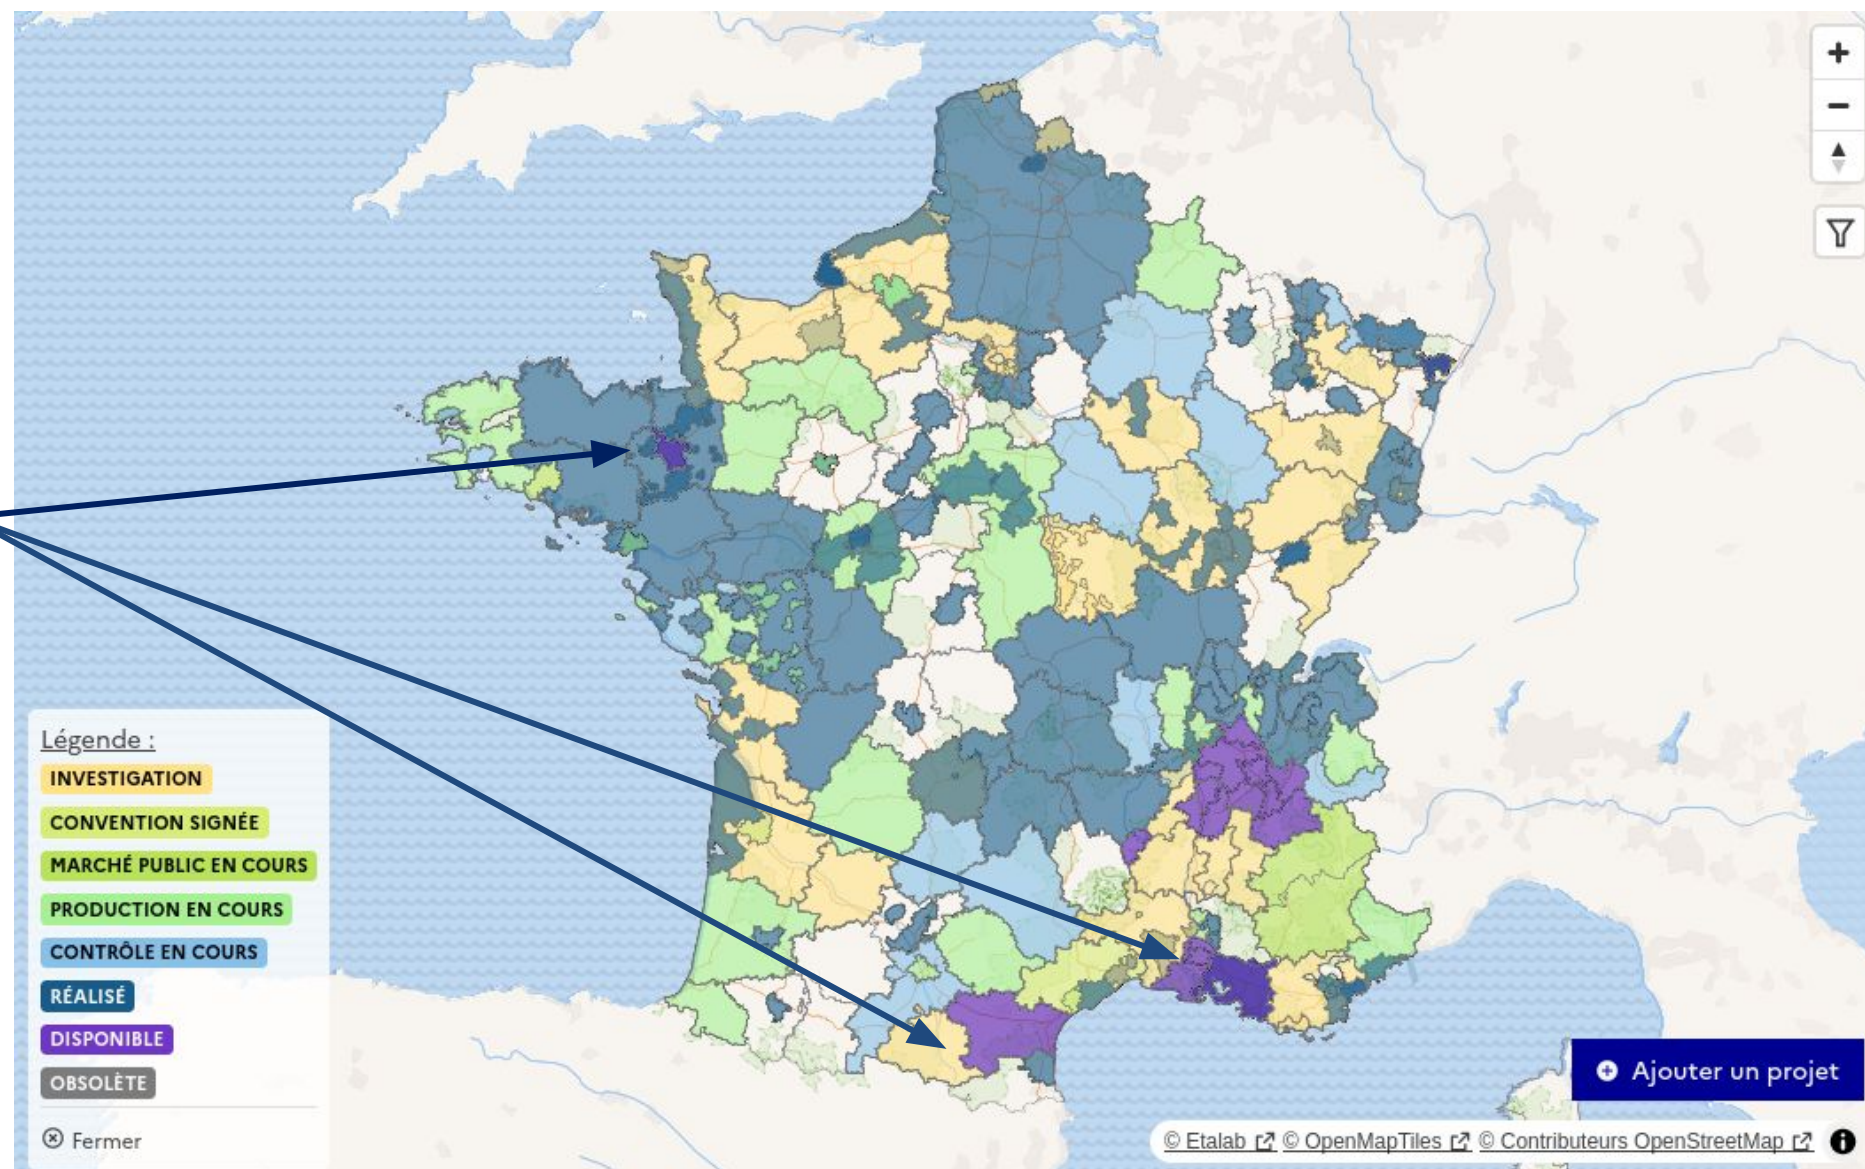 +
−
Légende :
INVESTIGATION
CONVENTION SIGNÉE
MARCHÉ PUBLIC EN COURS
PRODUCTION EN COURS
CONTRÔLE EN COURS
RÉALISÉ
DISPONIBLE
OBSOLÈTE
Fermer
Ajouter un projet
© Etalab © OpenMapTiles © Contributeurs OpenStreetMap